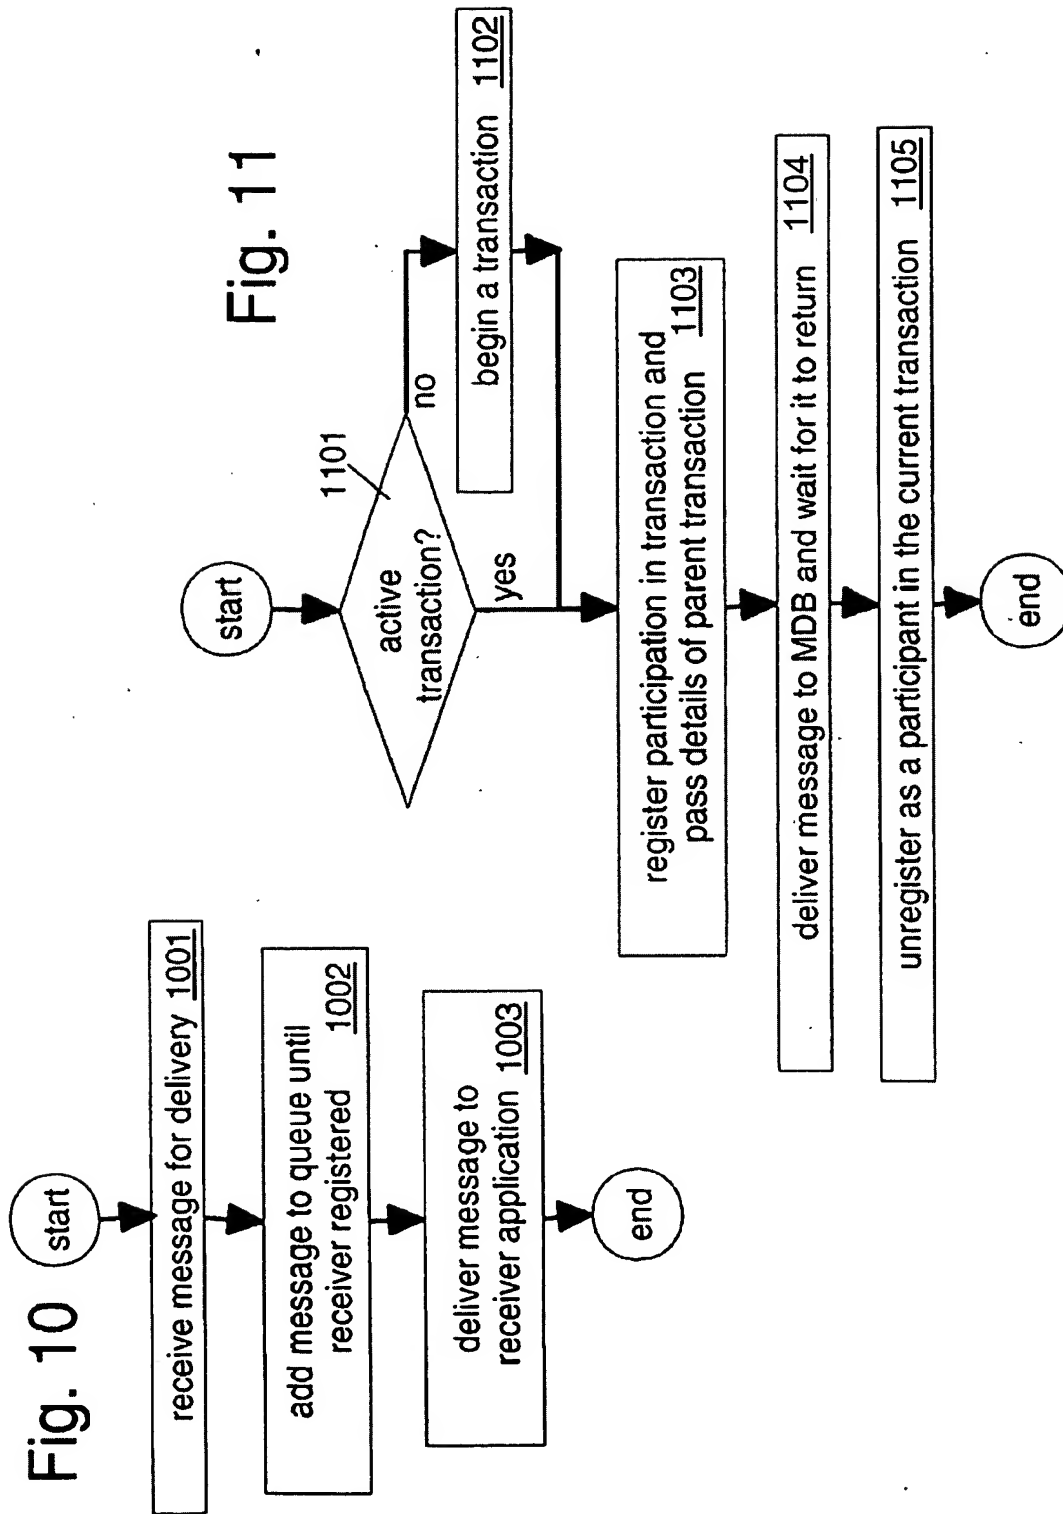 Fig. 10
start
receive message for delivery 1001
add message to queue until
receiver registered 1002
deliver message to
receiver application 1003
end
Fig. 11
start
1101
active
transaction?
no
yes
begin a transaction 1102
register participation in transaction and
pass details of parent transaction 1103
deliver message to MDB and wait for it to return 1104
unregister as a participant in the current transaction 1105
end